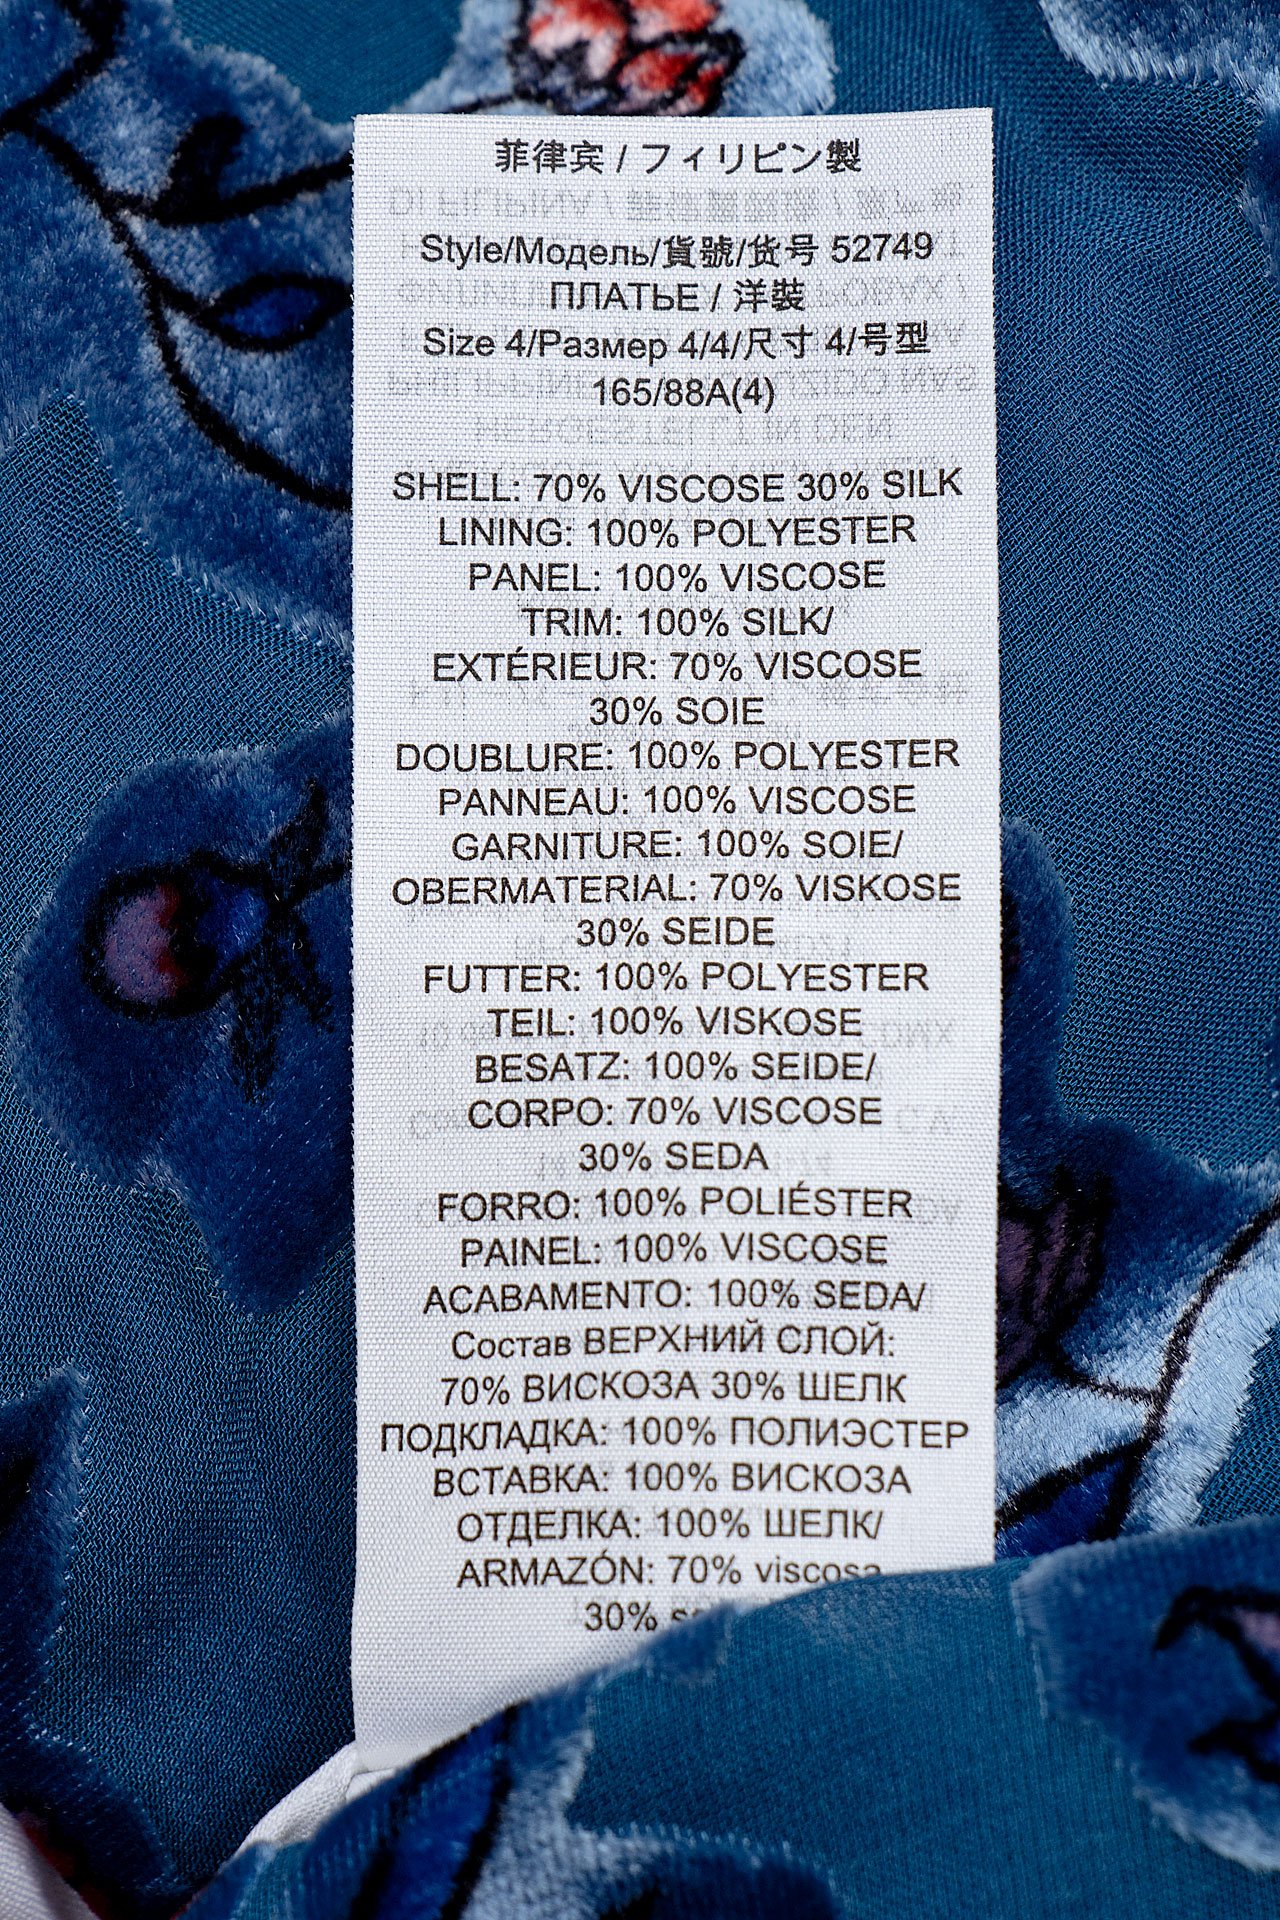 菲律宾 / フィリピン製
Style/Модель/貨號/货号 52749
ПЛАТЬЕ / 洋裝
Size 4/Размер 4/4/尺寸 4/号型
165/88A(4)
SHELL: 70% VISCOSE 30% SILK
LINING: 100% POLYESTER
PANEL: 100% VISCOSE
TRIM: 100% SILK/
EXTÉRIEUR: 70% VISCOSE
30% SOIE
DOUBLURE: 100% POLYESTER
PANNEAU: 100% VISCOSE
GARNITURE: 100% SOIE/
OBERMATERIAL: 70% VISKOSE
30% SEIDE
FUTTER: 100% POLYESTER
TEIL: 100% VISKOSE
BESATZ: 100% SEIDE/
CORPO: 70% VISCOSE
30% SEDA
FORRO: 100% POLIÉSTER
PAINEL: 100% VISCOSE
ACABAMENTO: 100% SEDA/
Состав ВЕРХНИЙ СЛОЙ:
70% ВИСКОЗА 30% ШЕЛК
ПОДКЛАДКА: 100% ПОЛИЭСТЕР
ВСТАВКА: 100% ВИСКОЗА
ОТДЕЛКА: 100% ШЕЛК/
ARMAZÓN: 70% viscosa
30%